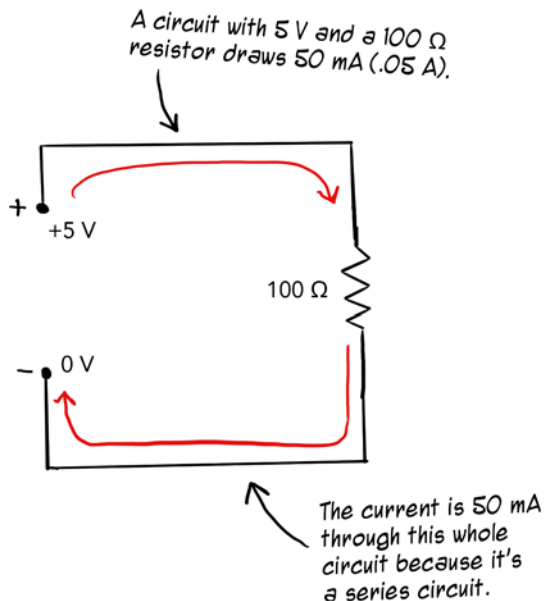 A circuit with 5 V and a 100 Ω
resistor draws 50 mA (.05 A).
+
+5 V
100 Ω
- 0 V
The current is 50 mA
through this whole
circuit because it's
a series circuit.